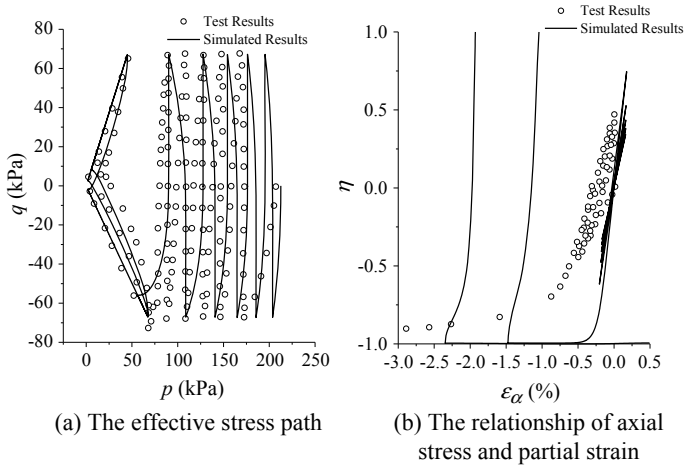 Test Results
Simulated Results
80
60
40
20
0
-20
-40
-60
-80
q (kPa)
0 50 100 150 200 250
p (kPa)
(a) The effective stress path
Test Results
Simulated Results
1.0
0.5
0.0
-0.5
-1.0
η
-3.0 -2.5 -2.0 -1.5 -1.0 -0.5 0.0 0.5
εα (%)
(b) The relationship of axial
stress and partial strain